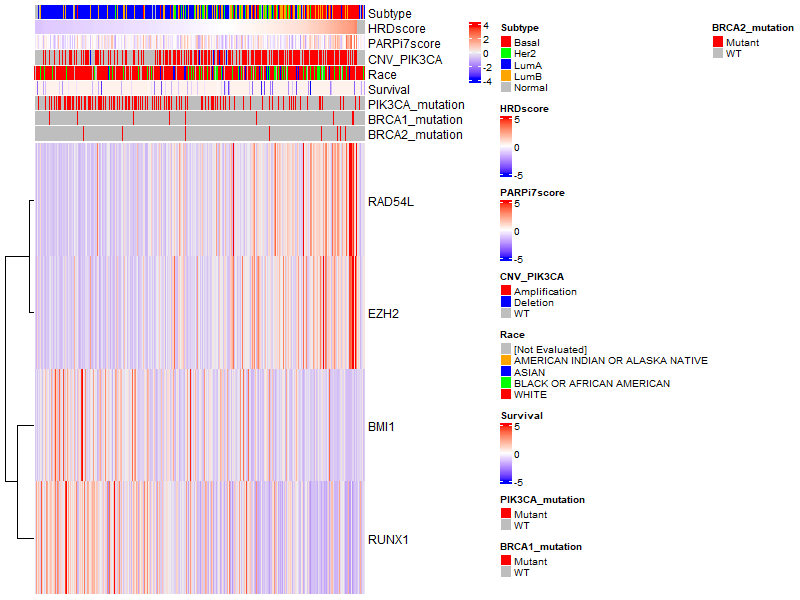 Subtype
HRDscore
PARPi7score
CNV_PIK3CA
Race
Survival
PIK3CA_mutation
BRCA1_mutation
BRCA2_mutation
RAD54L
EZH2
BMI1
RUNX1
4
2
0
-2
-4
Subtype
Basal
Her2
LumA
LumB
Normal
HRDscore
5
0
-5
PARPi7score
5
0
-5
CNV_PIK3CA
Amplification
Deletion
WT
Race
[Not Evaluated]
AMERICAN INDIAN OR ALASKA NATIVE
ASIAN
BLACK OR AFRICAN AMERICAN
WHITE
Survival
5
0
-5
PIK3CA_mutation
Mutant
WT
BRCA1_mutation
Mutant
WT
BRCA2_mutation
Mutant
WT